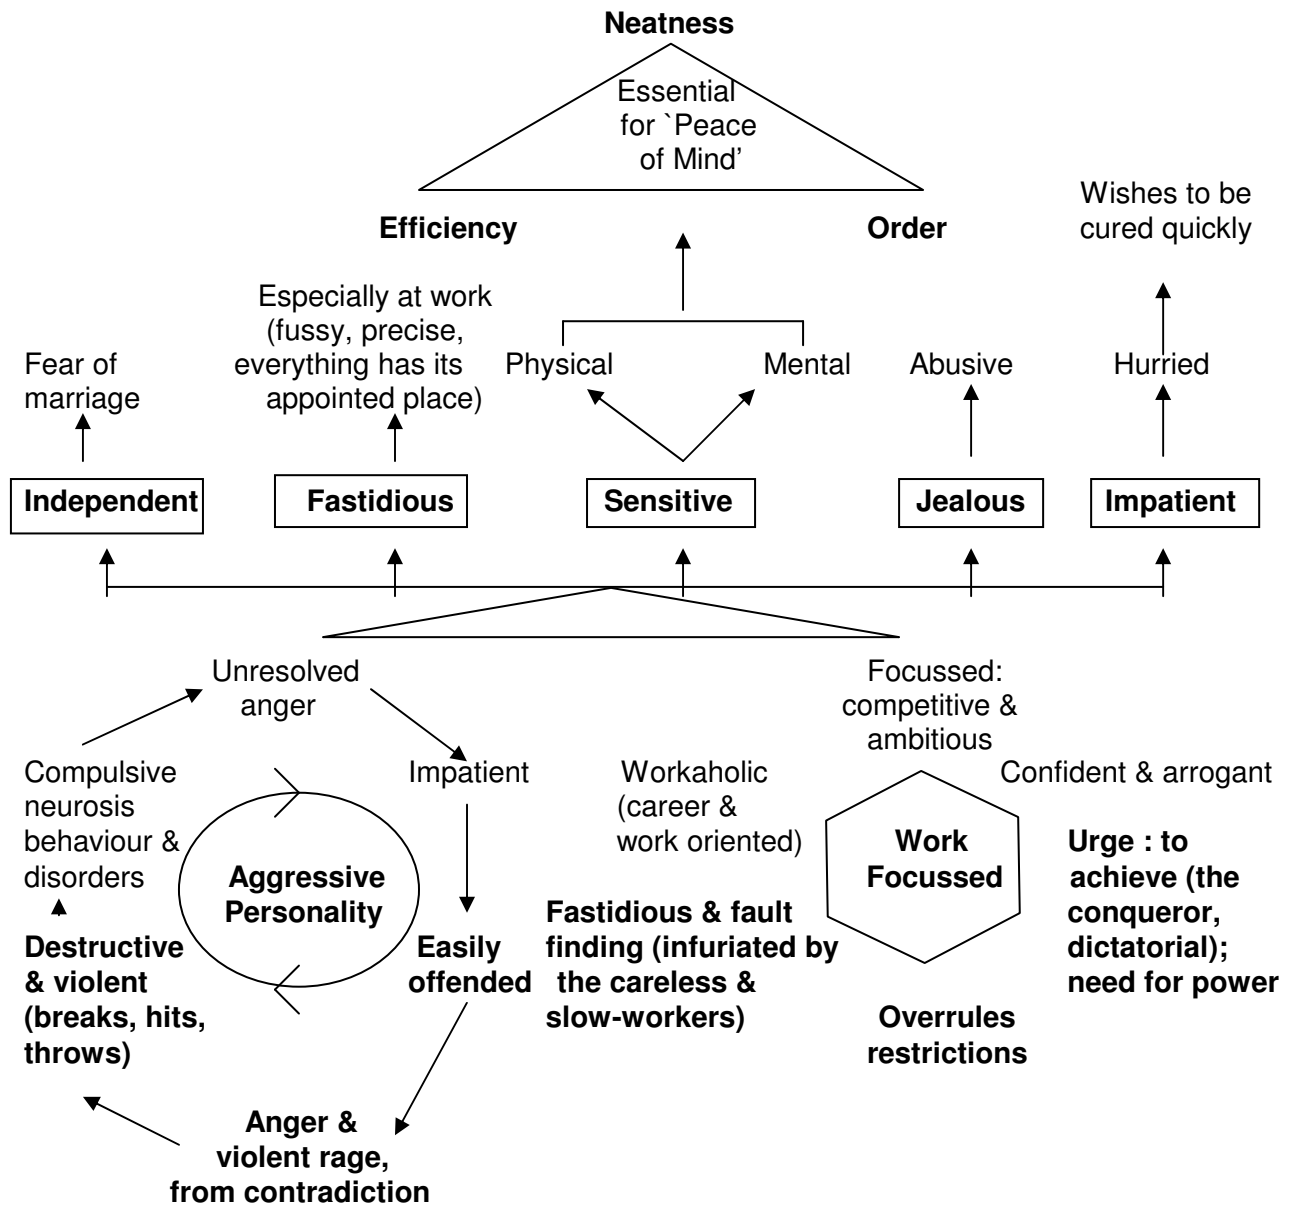 Neatness
Essential
for `Peace
of Mind'
Efficiency
Order
Wishes to be
cured quickly
Especially at work
(fussy, precise,
everything has its
appointed place)
Fear of
marriage
Physical
Mental
Abusive
Hurried
Independent
Fastidious
Sensitive
Jealous
Impatient
Unresolved
anger
Impatient
Easily
offended
Anger &
violent rage,
from contradiction
Destructive
& violent
(breaks, hits,
throws)
Compulsive
neurosis
behaviour &
disorders
Aggressive
Personality
Focussed:
competitive &
ambitious
Confident & arrogant
Urge : to
achieve (the
conqueror,
dictatorial);
need for power
Overrules
restrictions
Fastidious & fault
finding (infuriated by
the careless &
slow-workers)
Workaholic
(career &
work oriented)
Work
Focussed